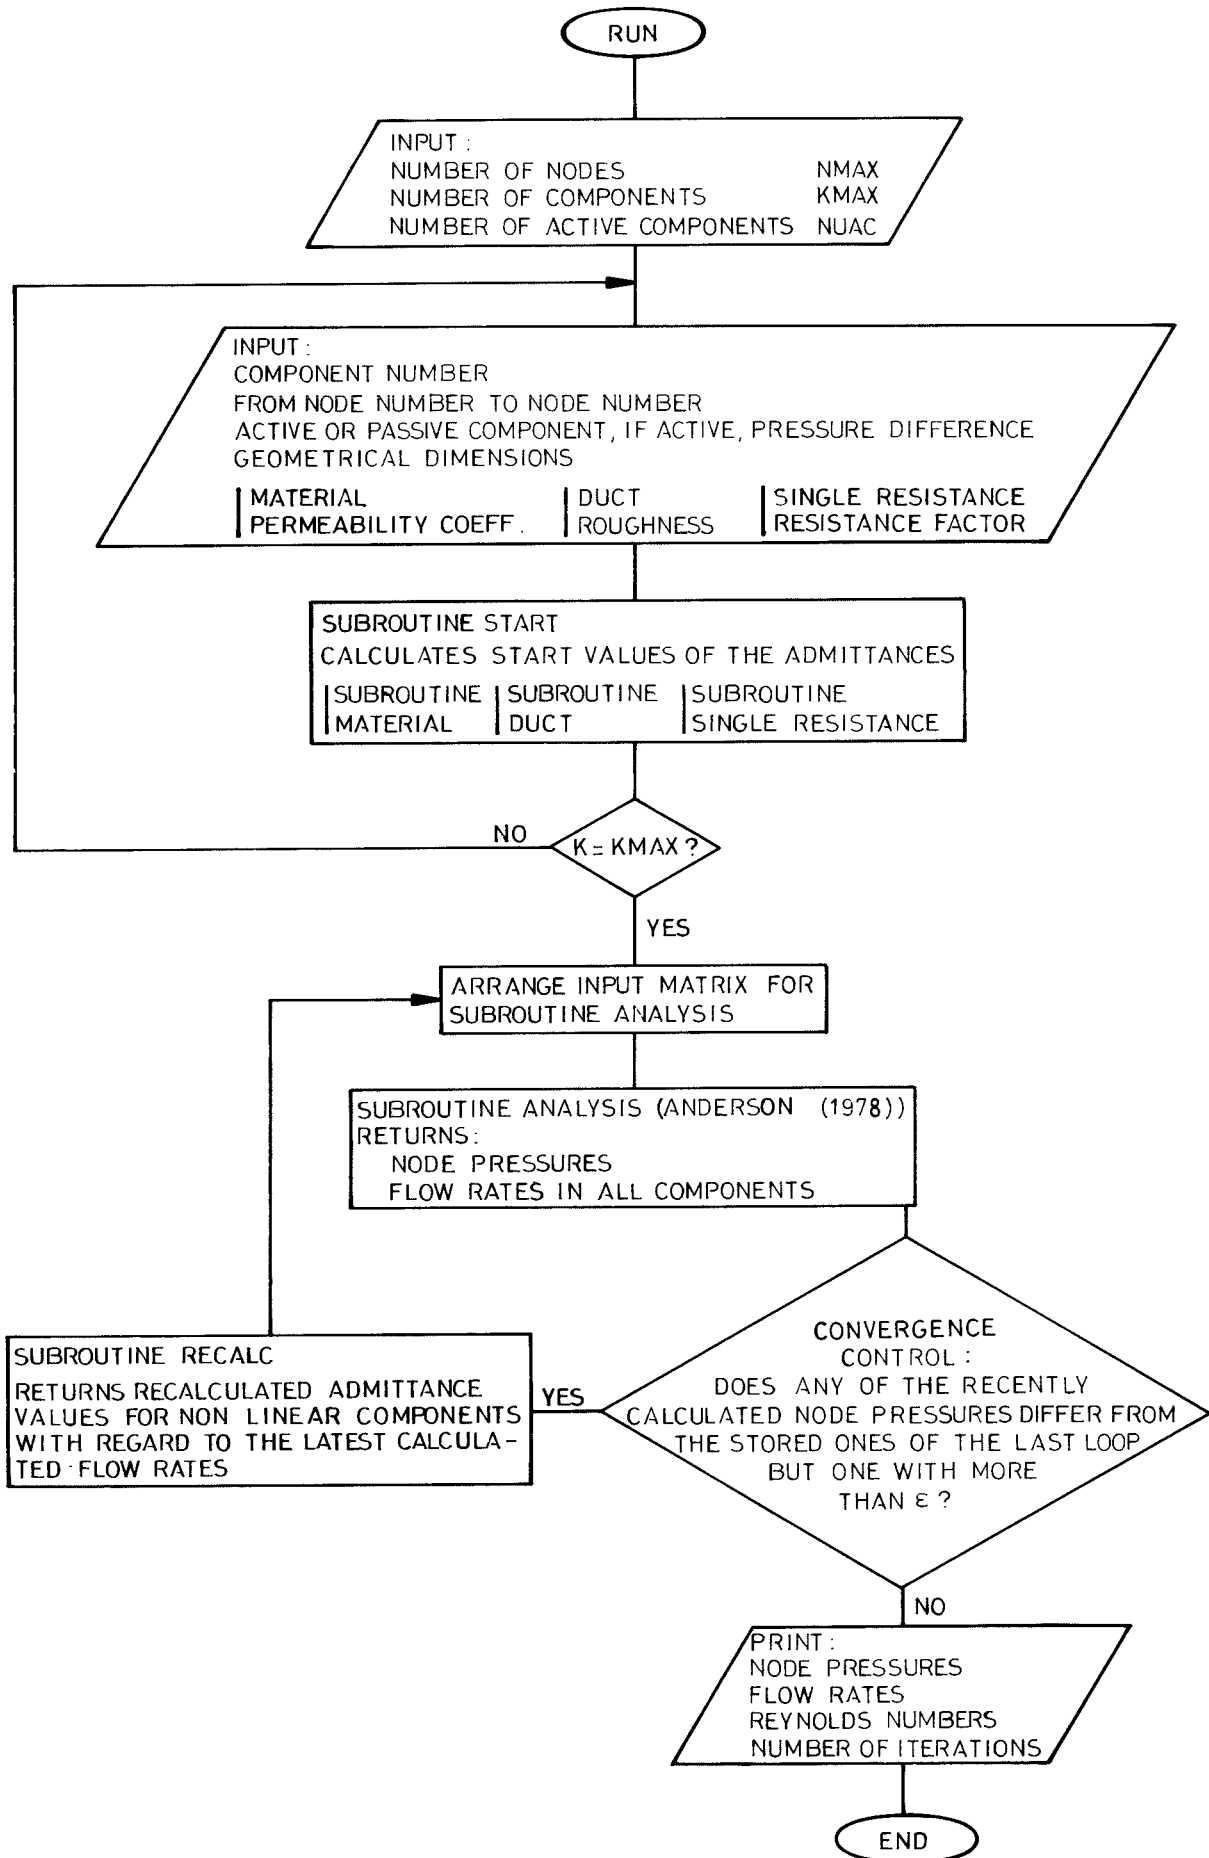 RUN
INPUT :
NUMBER OF NODES NMAX
NUMBER OF COMPONENTS KMAX
NUMBER OF ACTIVE COMPONENTS NUAC
INPUT :
COMPONENT NUMBER
FROM NODE NUMBER TO NODE NUMBER
ACTIVE OR PASSIVE COMPONENT, IF ACTIVE, PRESSURE DIFFERENCE
GEOMETRICAL DIMENSIONS
MATERIAL
PERMEABILITY COEFF.
DUCT
ROUGHNESS
SINGLE RESISTANCE
RESISTANCE FACTOR
SUBROUTINE START
CALCULATES START VALUES OF THE ADMITTANCES
SUBROUTINE
MATERIAL
SUBROUTINE
DUCT
SUBROUTINE
SINGLE RESISTANCE
NO
K = KMAX ?
YES
ARRANGE INPUT MATRIX FOR
SUBROUTINE ANALYSIS
SUBROUTINE ANALYSIS (ANDERSON (1978))
RETURNS:
NODE PRESSURES
FLOW RATES IN ALL COMPONENTS
SUBROUTINE RECALC
RETURNS RECALCULATED ADMITTANCE
VALUES FOR NON LINEAR COMPONENTS
WITH REGARD TO THE LATEST CALCULA-
TED FLOW RATES
YES
CONVERGENCE
CONTROL :
DOES ANY OF THE RECENTLY
CALCULATED NODE PRESSURES DIFFER FROM
THE STORED ONES OF THE LAST LOOP
BUT ONE WITH MORE
THAN ε ?
NO
PRINT :
NODE PRESSURES
FLOW RATES
REYNOLDS NUMBERS
NUMBER OF ITERATIONS
END